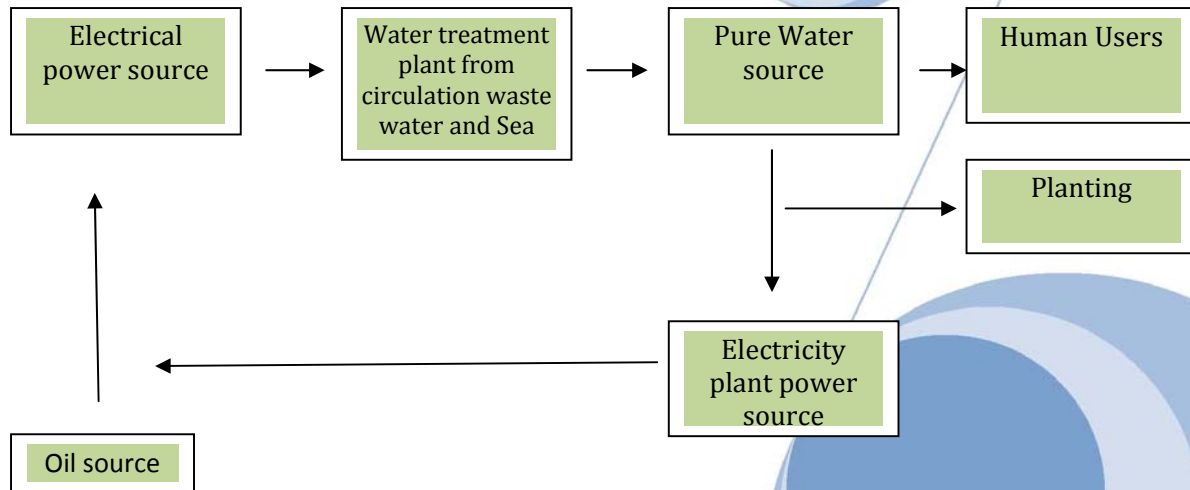 Electrical
power source
Water treatment
plant from
circulation waste
water and Sea
Pure Water
source
Human Users
Planting
Electricity
plant power
source
Oil source